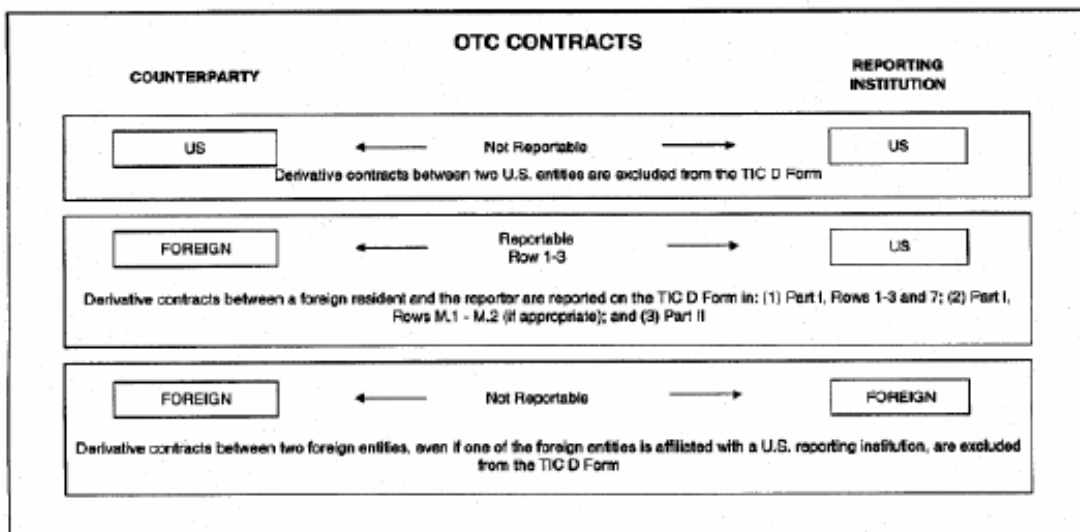 OTC CONTRACTS
COUNTERPARTY
REPORTING
INSTITUTION
US
Not Reportable
US
Derivative contracts between two U.S. entities are excluded from the TIC D Form
FOREIGN
Reportable
Row 1-3
US
Derivative contracts between a foreign resident and the reporter are reported on the TIC D Form in: (1) Part I, Rows 1-3 and 7; (2) Part I,
Rows M.1 - M.2 (if appropriate); and (3) Part II
FOREIGN
Not Reportable
FOREIGN
Derivative contracts between two foreign entities, even if one of the foreign entities is affiliated with a U.S. reporting institution, are excluded
from the TIC D Form